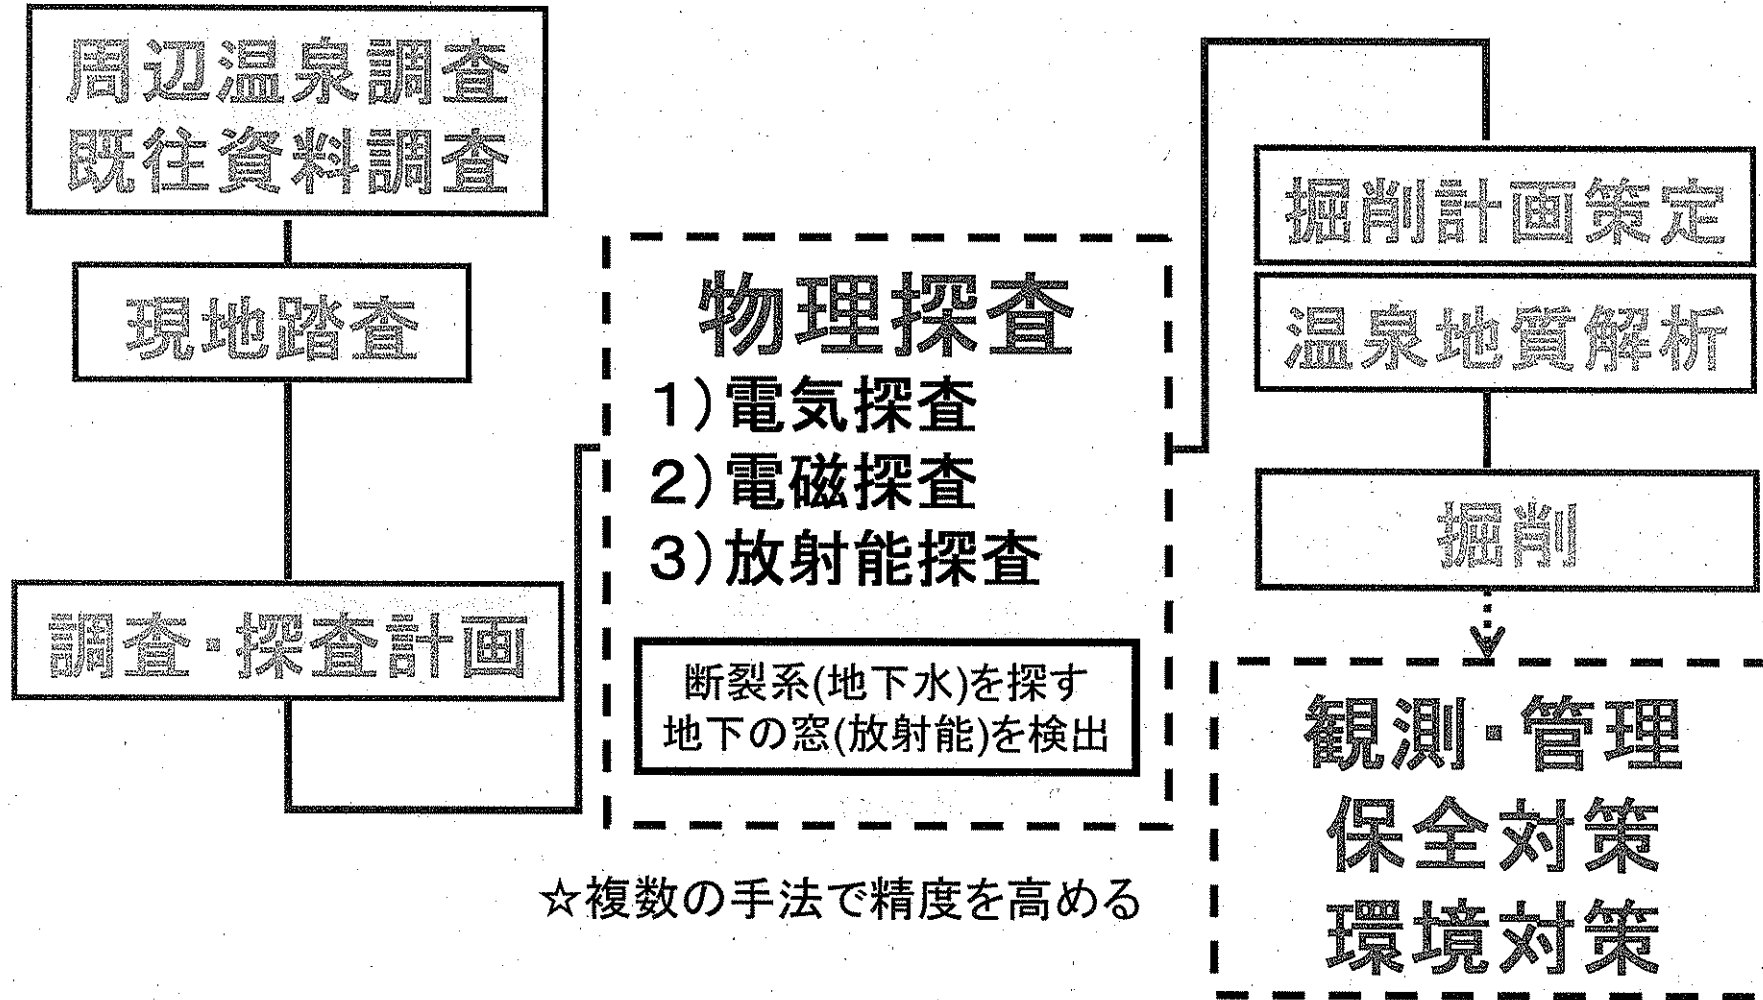 周辺温泉調査
既往資料調査
現地踏査
調査・探査計画
物理探査
1)電気探査
2)電磁探査
3)放射能探査
断裂系(地下水)を探す
地下の窓(放射能)を検出
☆複数の手法で精度を高める
掘削計画策定
温泉地質解析
掘削
観測・管理
保全対策
環境対策